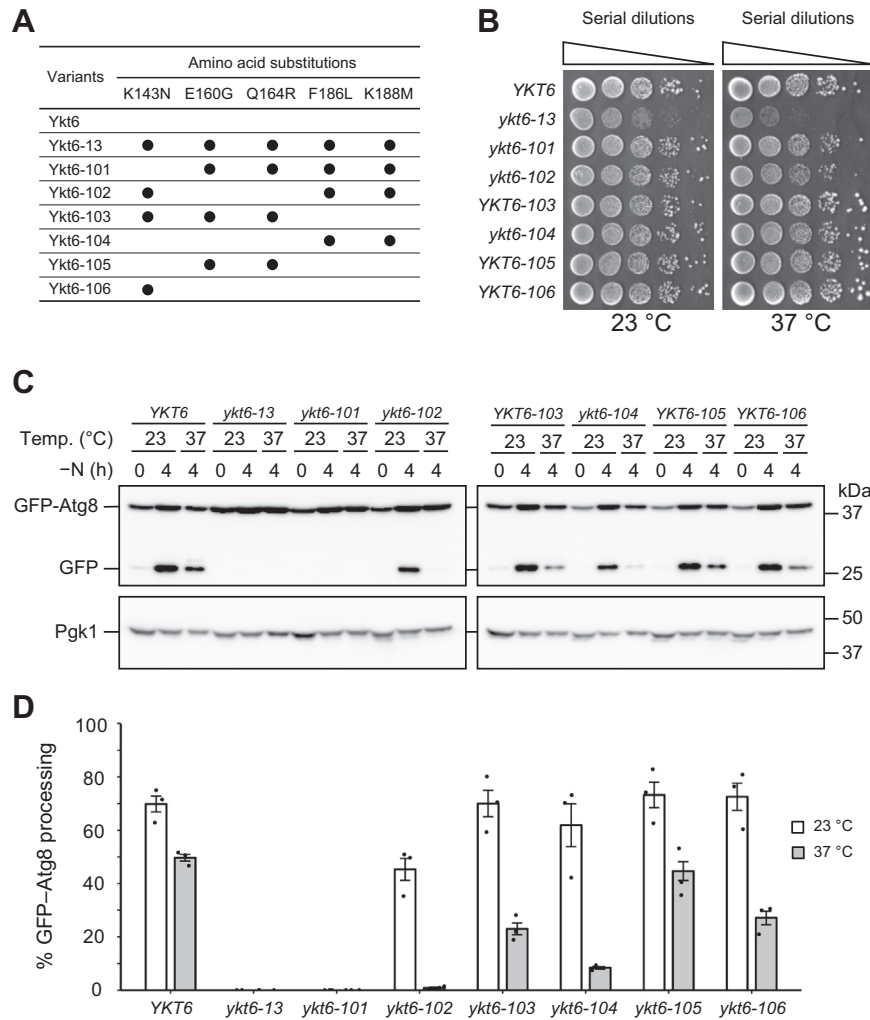 A
Variants
Amino acid substitutions
K143N E160G Q164R F186L K188M
Ykt6
Ykt6-13 ● ● ● ● ●
Ykt6-101 ● ● ● ●
Ykt6-102 ● ● ●
Ykt6-103 ● ● ●
Ykt6-104 ● ●
Ykt6-105 ● ●
Ykt6-106 ●
B
Serial dilutions Serial dilutions
YKT6
ykt6-13
ykt6-101
ykt6-102
YKT6-103
ykt6-104
YKT6-105
YKT6-106
23 °C 37 °C
C
YKT6 ykt6-13 ykt6-101 ykt6-102 YKT6-103 ykt6-104 YKT6-105 YKT6-106
Temp. (°C) 23 37 23 37 23 37 23 37 23 37 23 37 23 37 23 37
−N (h) 0 4 4 0 4 4 0 4 4 0 4 4 0 4 4 0 4 4 0 4 4 0 4 4
kDa
GFP-Atg8
37
GFP
25
50
Pgk1
37
D
% GFP–Atg8 processing
100
80
60
40
20
0
23 °C
37 °C
YKT6 ykt6-13 ykt6-101 ykt6-102 ykt6-103 ykt6-104 ykt6-105 ykt6-106